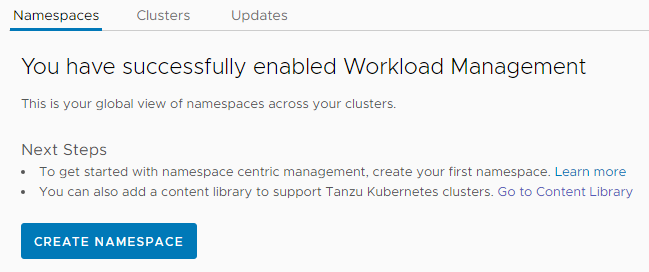 Namespaces Clusters Updates
You have successfully enabled Workload Management
This is your global view of namespaces across your clusters.
Next Steps
• To get started with namespace centric management, create your first namespace. Learn more
• You can also add a content library to support Tanzu Kubernetes clusters. Go to Content Library
CREATE NAMESPACE